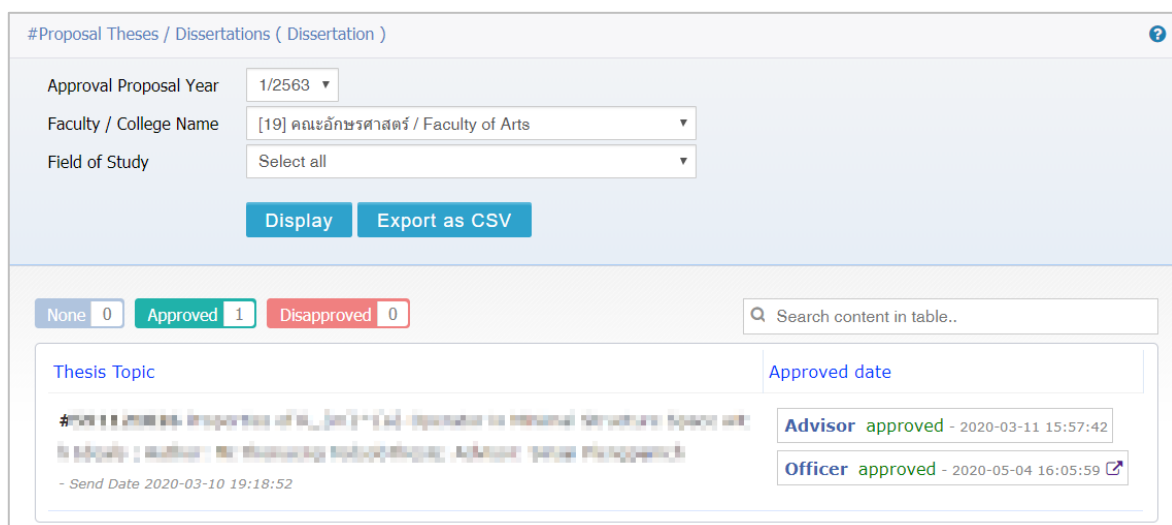 #Proposal Theses / Dissertations ( Dissertation )
Approval Proposal Year 1/2563
Faculty / College Name [19] คณะอักษรศาสตร์ / Faculty of Arts
Field of Study Select all
Display Export as CSV
None 0 Approved 1 Disapproved 0 Search content in table..
Thesis Topic Approved date
Advisor approved - 2020-03-11 15:57:42
Officer approved - 2020-05-04 16:05:59
- Send Date 2020-03-10 19:18:52